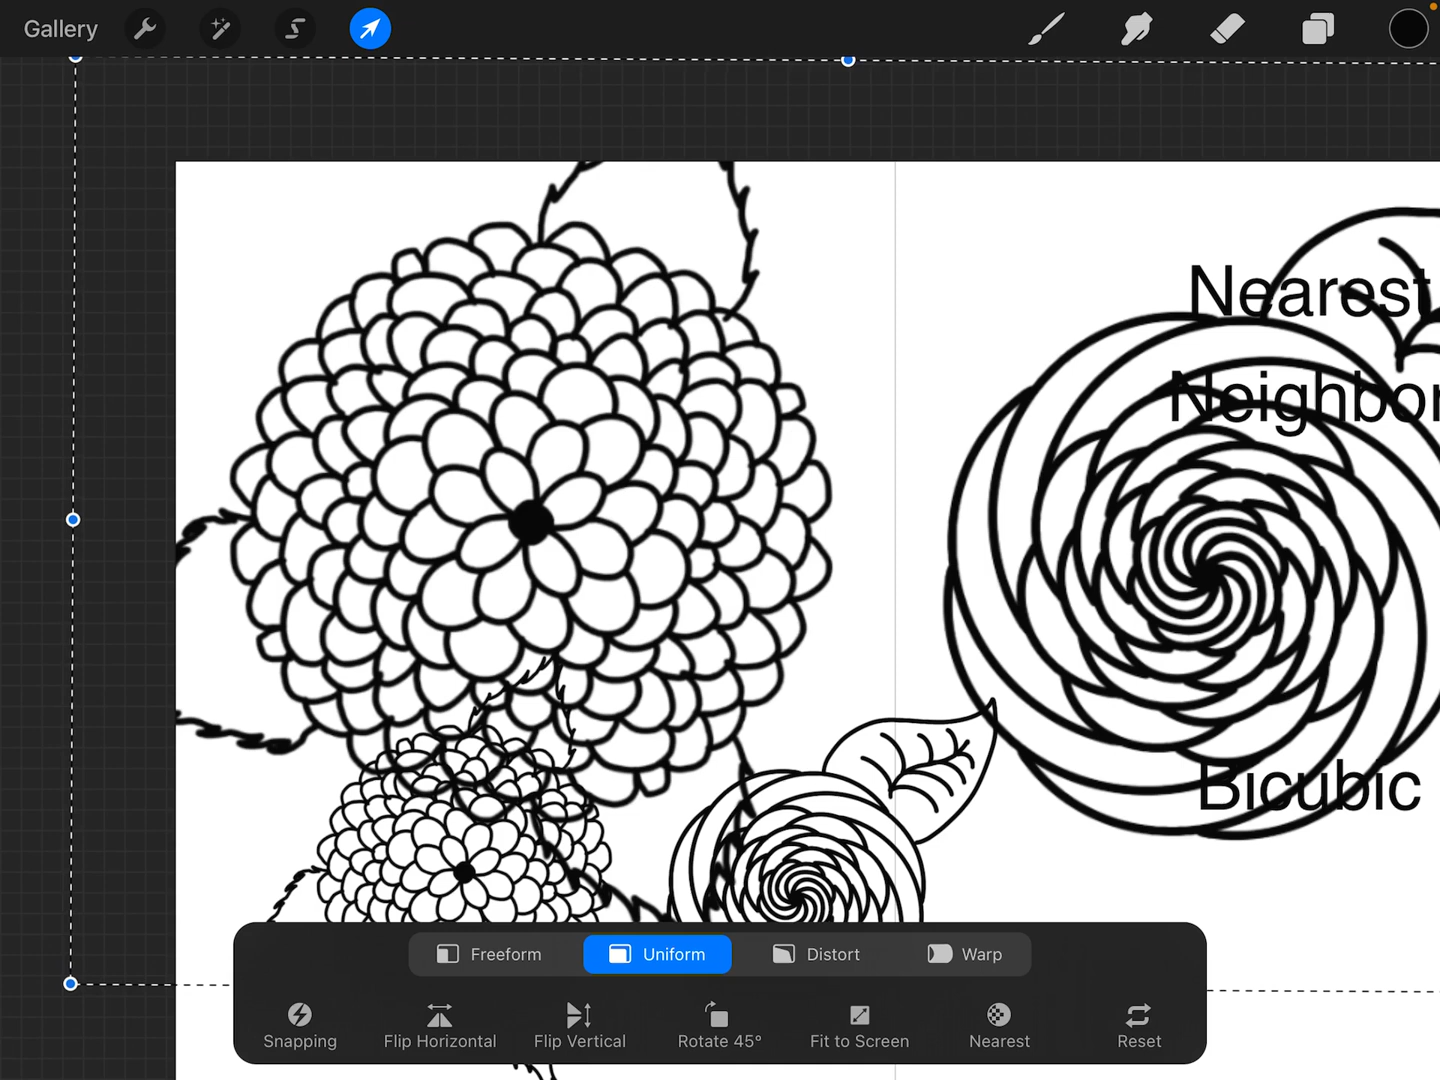 Gallery
Nearest
Neighbor
Bicubic
Freeform Uniform Distort Warp
Snapping Flip Horizontal Flip Vertical Rotate 45° Fit to Screen Nearest Reset